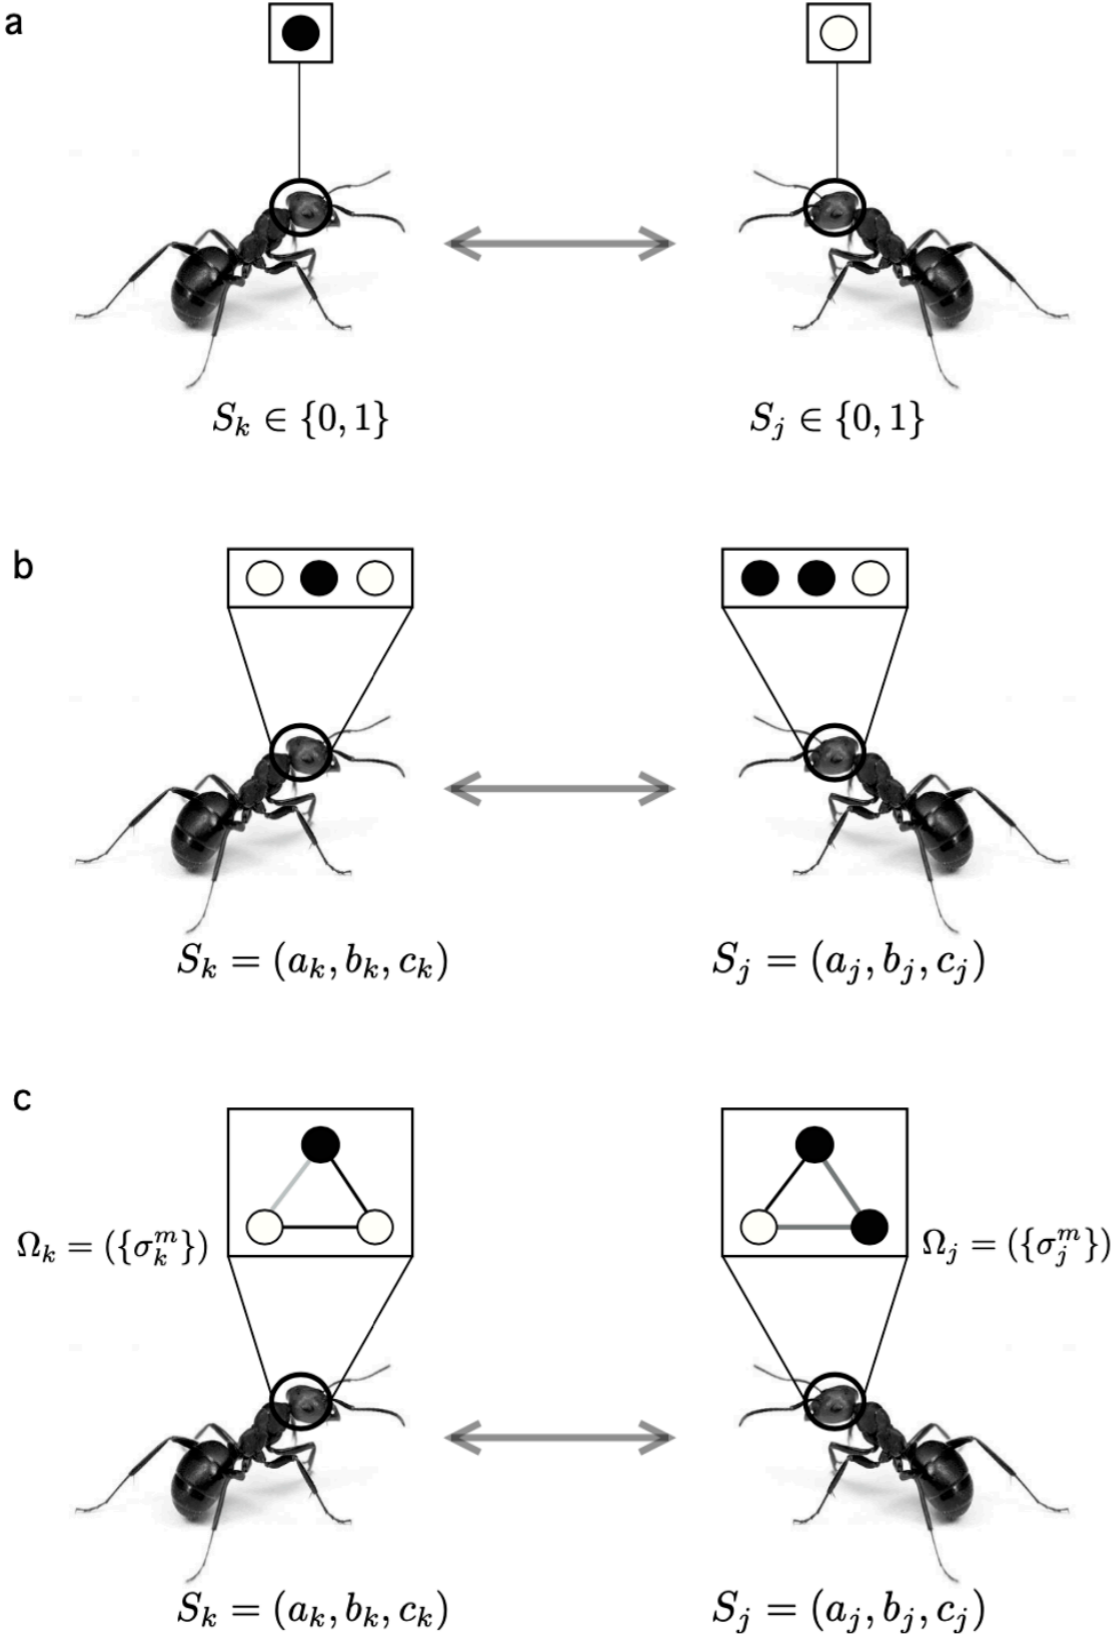 a
S_k ∈ {0, 1}
S_j ∈ {0, 1}
b
S_k = (a_k, b_k, c_k)
S_j = (a_j, b_j, c_j)
c
Ω_k = ({σ_k^m})
Ω_j = ({σ_j^m})
S_k = (a_k, b_k, c_k)
S_j = (a_j, b_j, c_j)